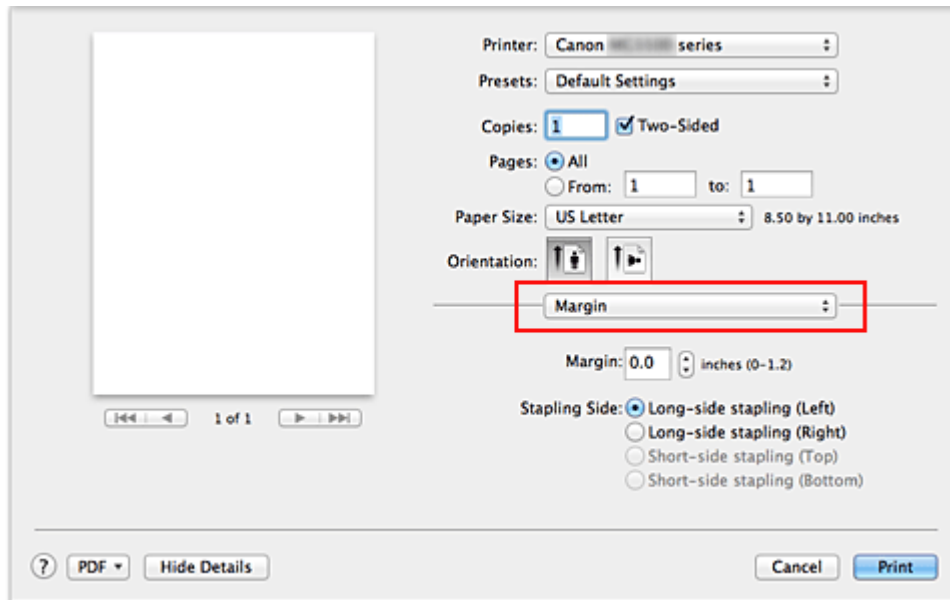 Printer: Canon series
Presets: Default Settings
Copies: 1 Two-Sided
Pages: All
From: 1 to: 1
Paper Size: US Letter 8.50 by 11.00 inches
Orientation:
Margin
Margin: 0.0 inches (0-1.2)
Stapling Side: Long-side stapling (Left)
Long-side stapling (Right)
Short-side stapling (Top)
Short-side stapling (Bottom)
1 of 1
? PDF Hide Details Cancel Print